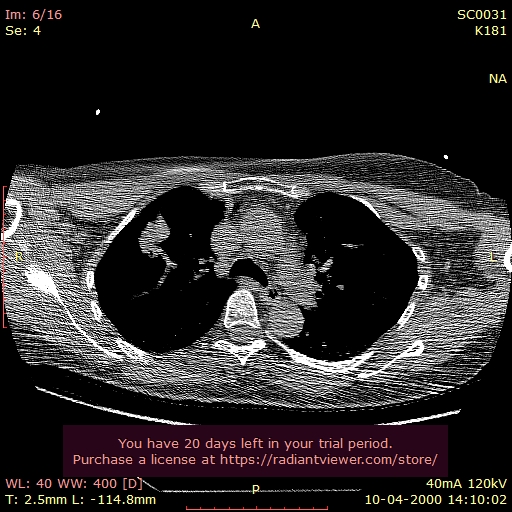 Im: 6/16
Se: 4
A
SC0031
K181
NA
R
L
You have 20 days left in your trial period.
Purchase a license at https://radiantviewer.com/store/
WL: 40 WW: 400 [D]
T: 2.5mm L: -114.8mm
P
40mA 120kV
10-04-2000 14:10:02